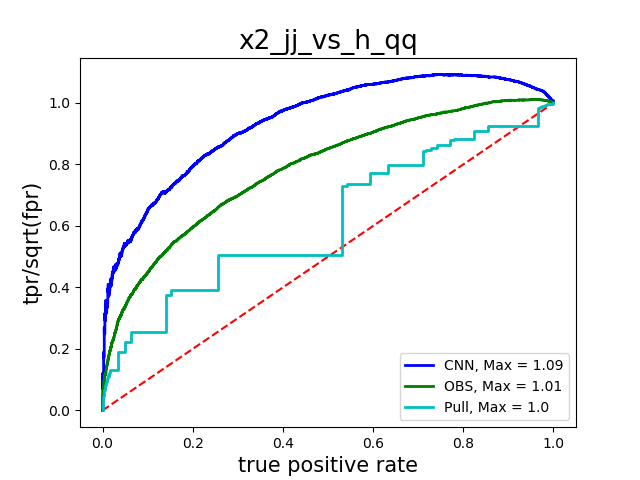 x2_jj_vs_h_qq
tpr/sqrt(fpr)
1.0
0.8
0.6
0.4
0.2
0.0
CNN, Max = 1.09
OBS, Max = 1.01
Pull, Max = 1.0
0.0 0.2 0.4 0.6 0.8 1.0
true positive rate